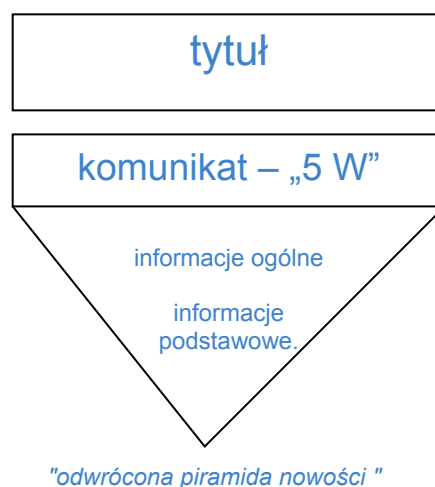 tytuł
komunikat – „5 W”
informacje ogólne
informacje
podstawowe.
"odwrócona piramida nowości "